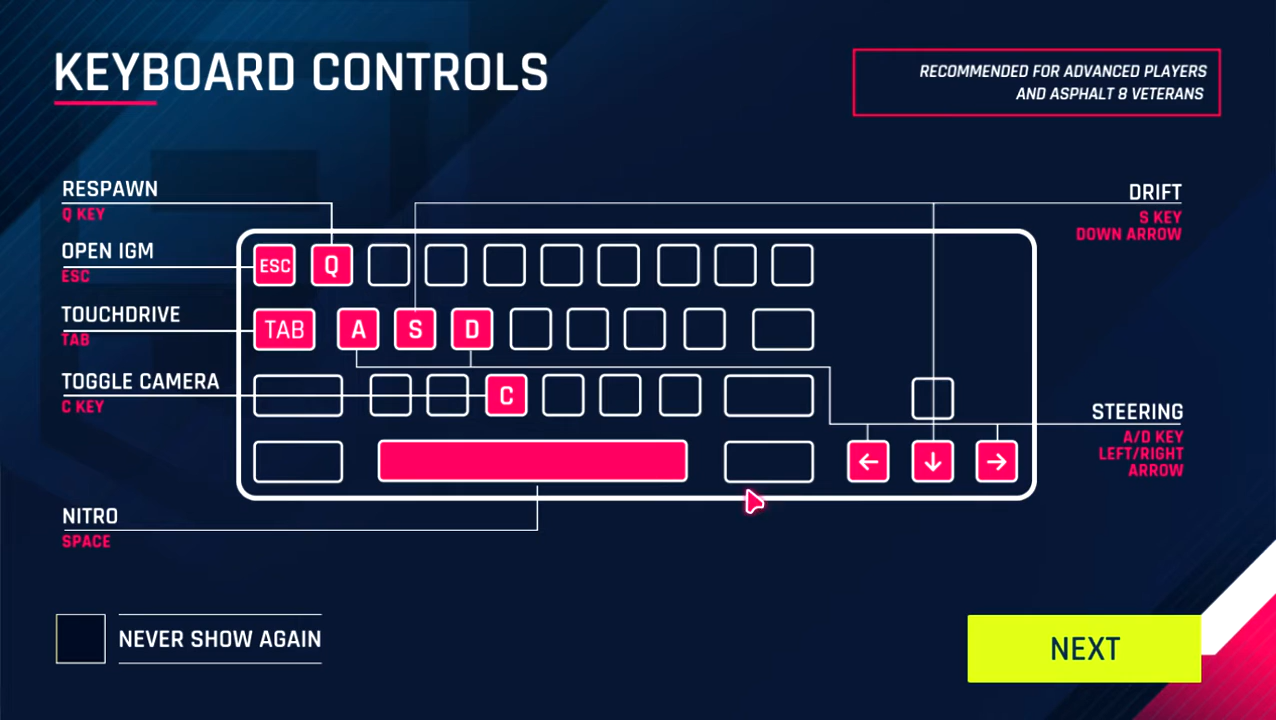 KEYBOARD CONTROLS
RECOMMENDED FOR ADVANCED PLAYERS
AND ASPHALT 8 VETERANS
RESPAWN
Q KEY
OPEN IGM
ESC
TOUCHDRIVE
TAB
TOGGLE CAMERA
C KEY
NITRO
SPACE
ESC Q
TAB A S D
C
← ↓ →
DRIFT
S KEY
DOWN ARROW
STEERING
A/D KEY
LEFT/RIGHT
ARROW
NEVER SHOW AGAIN
NEXT